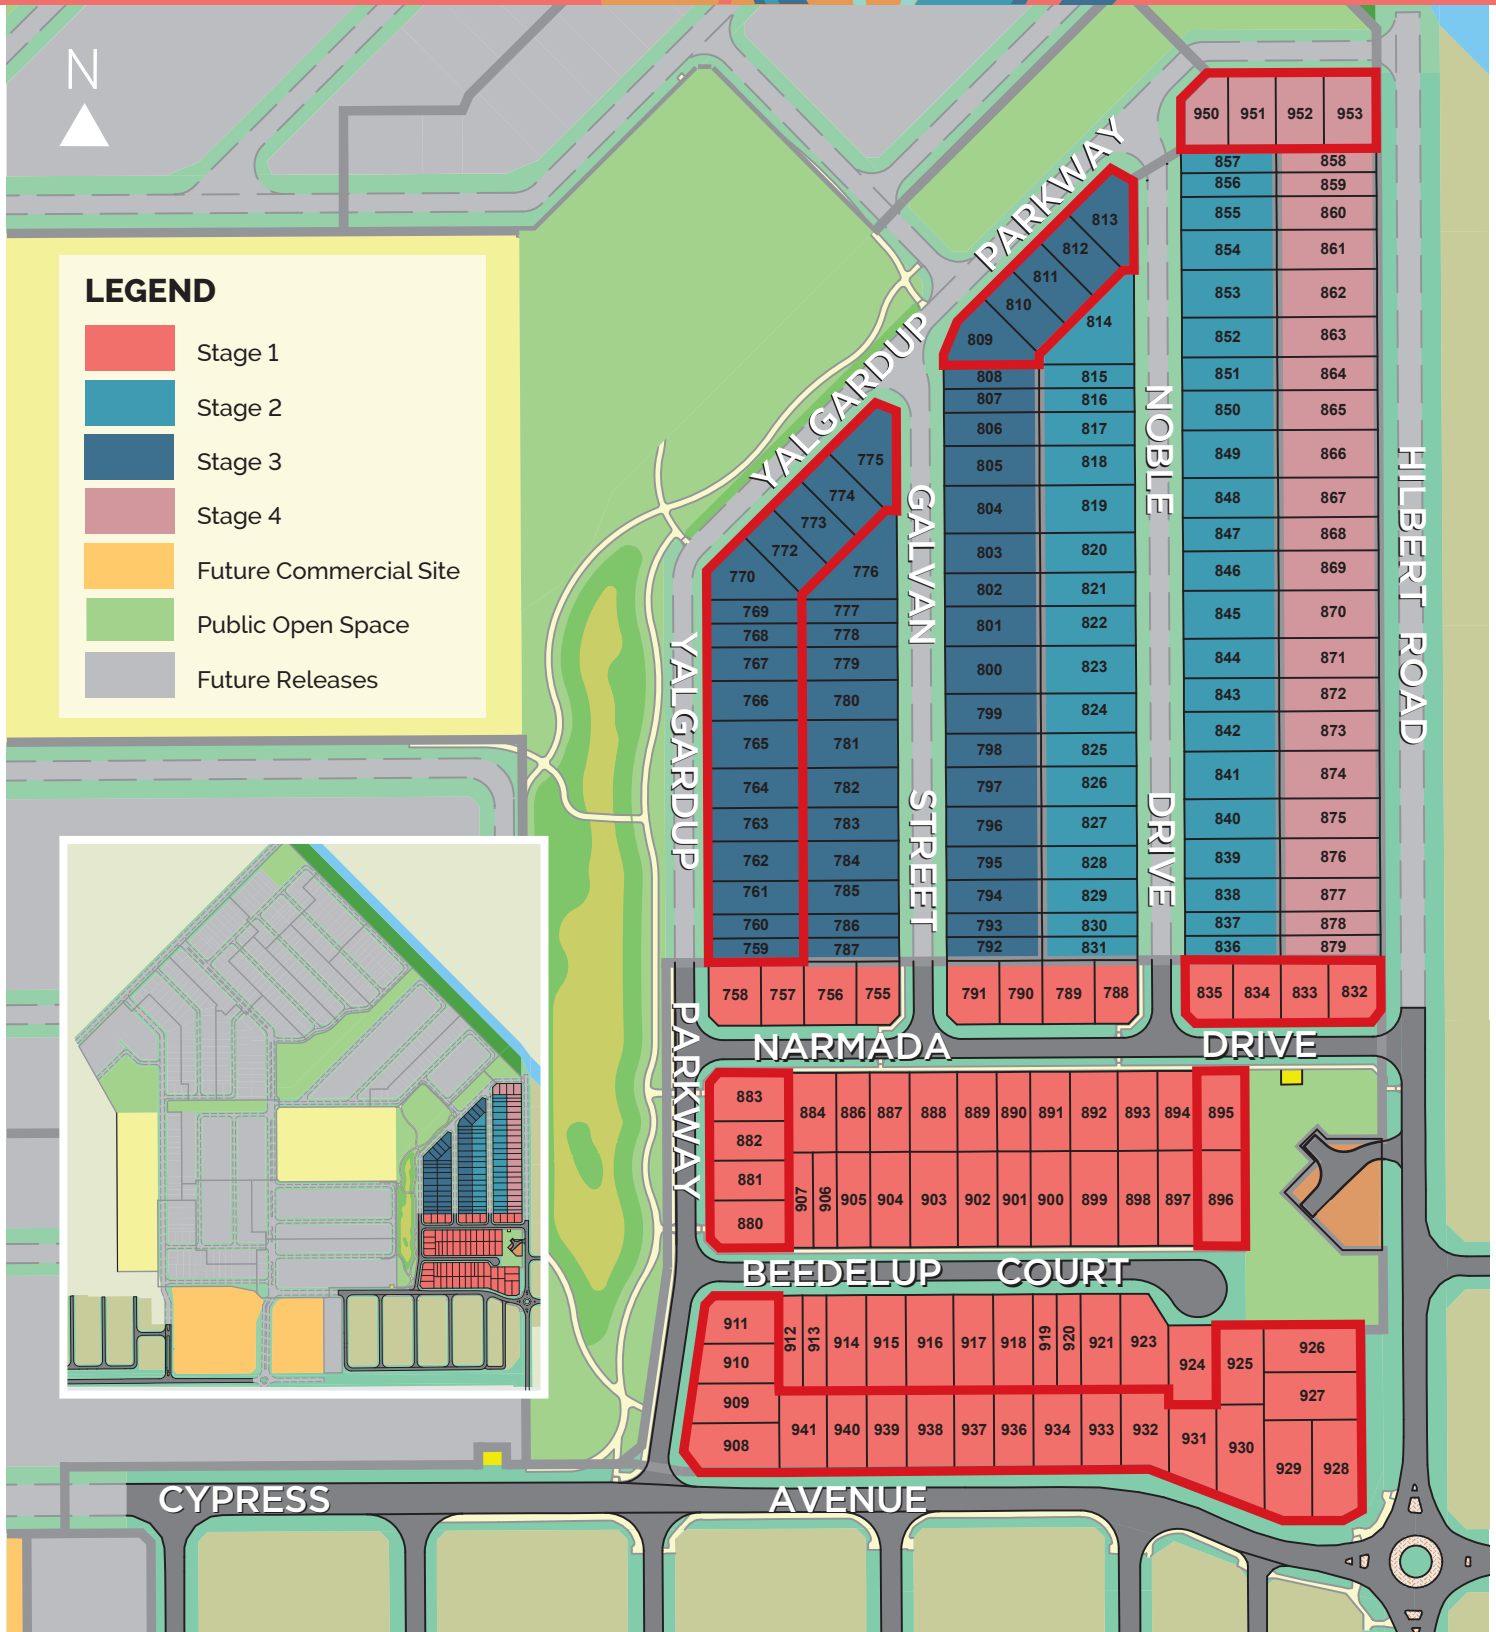 N
LEGEND
Stage 1
Stage 2
Stage 3
Stage 4
Future Commercial Site
Public Open Space
Future Releases
YALGARDUP PARKWAY
YALGARDUP PARKWAY
GALVAN STREET
NOBLE DRIVE
HILBERT ROAD
950 951 952 953
857 858
856 859
855 860
854 861
853 862
852 863
851 864
850 865
849 866
848 867
847 868
846 869
845 870
844 871
843 872
842 873
841 874
840 875
839 876
838 877
837 878
836 879
813
812
811
810
809
814
808 815
807 816
806 817
805 818
804 819
803 820
802 821
801 822
800 823
799 824
798 825
797 826
796 827
795 828
794 829
793 830
792 831
775
774
773
772
770
776
769 777
768 778
767 779
766 780
765 781
764 782
763 783
762 784
761 785
760 786
759 787
758 757 756 755
791 790 789 788
835 834 833 832
NARMADA DRIVE
883
882
881
880
884 886 887 888 889 890 891 892 893 894 895
907 906 905 904 903 902 901 900 899 898 897 896
BEEDELUP COURT
911
910
909
908
912 913 914 915 916 917 918 919 920 921 923 924 925
926
927
941 940 939 938 937 936 934 933 932 931 930 929 928
CYPRESS AVENUE